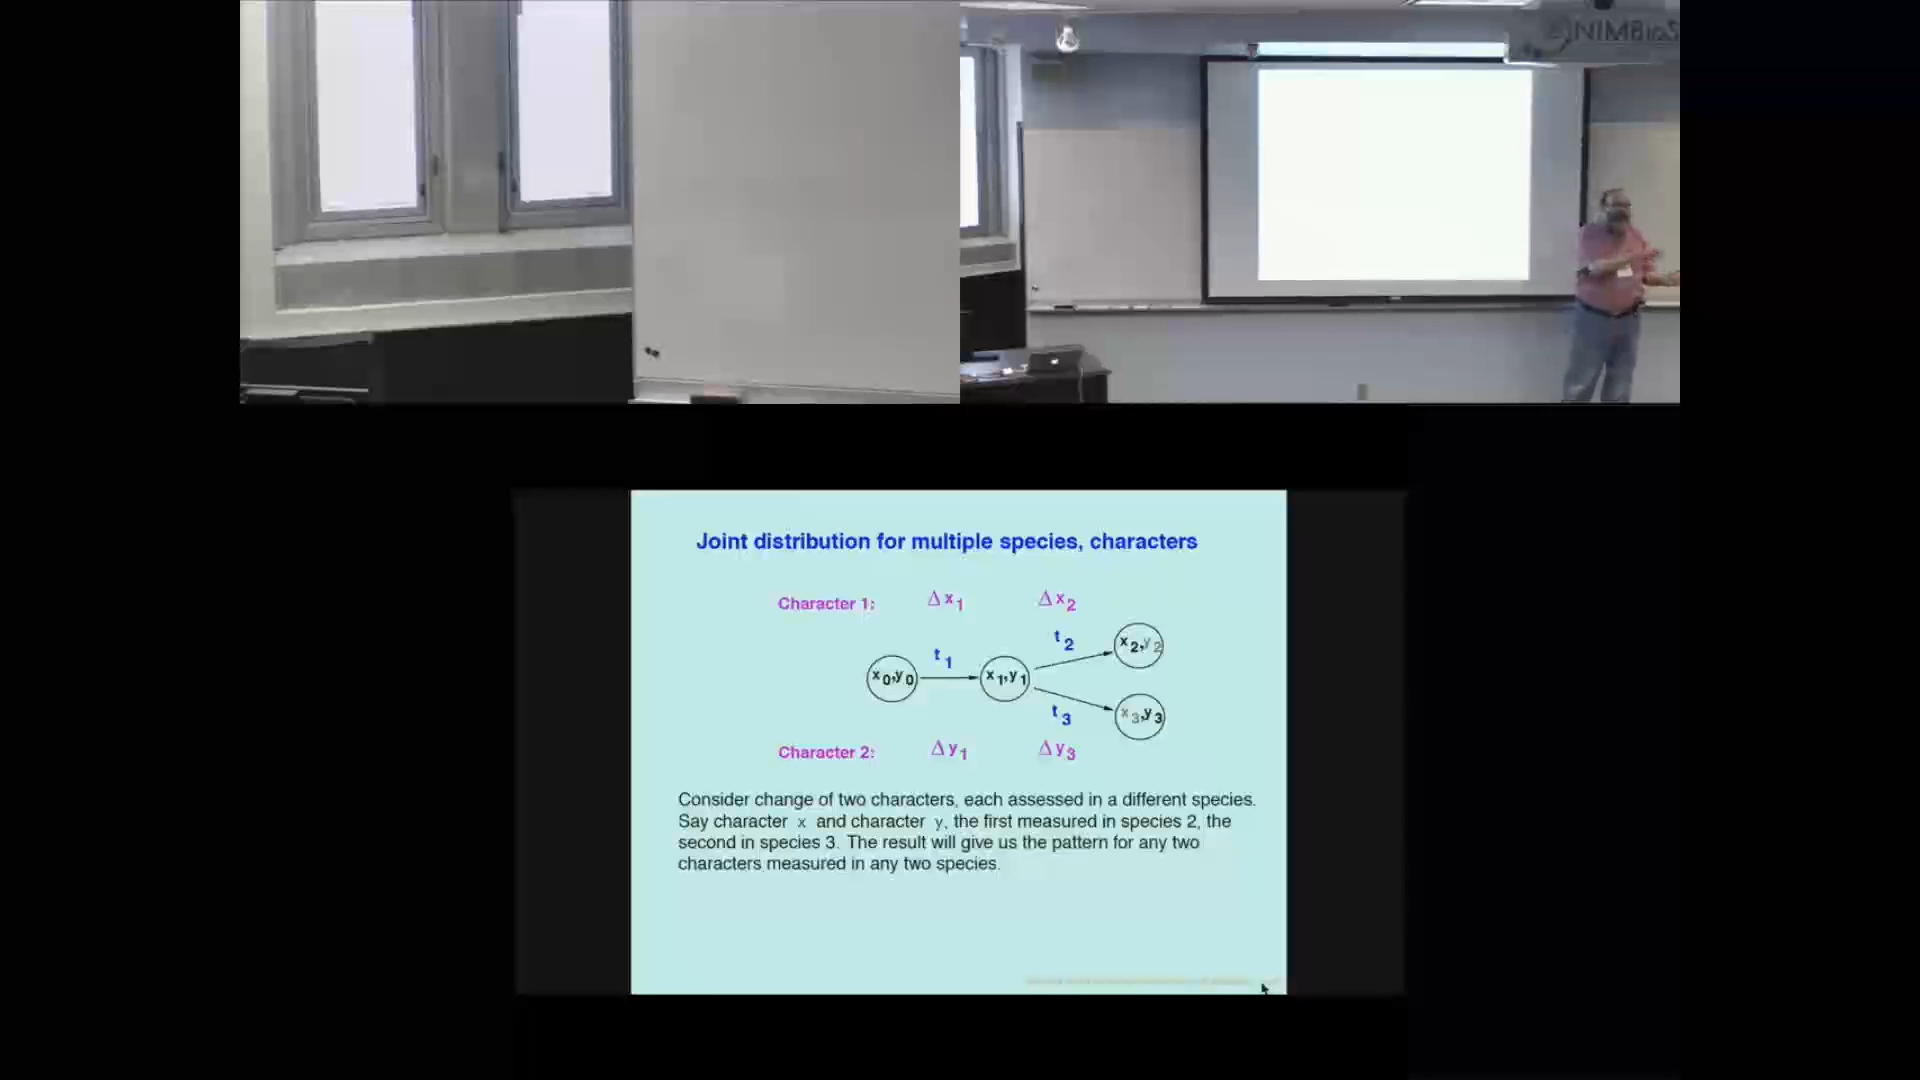 NIMBioS
Joint distribution for multiple species, characters
Character 1: Δx1 Δx2
t2
x2,y2
t1
x0,y0 x1,y1
t3
x3,y3
Character 2: Δy1 Δy3
Consider change of two characters, each assessed in a different species.
Say character x and character y, the first measured in species 2, the
second in species 3. The result will give us the pattern for any two
characters measured in any two species.